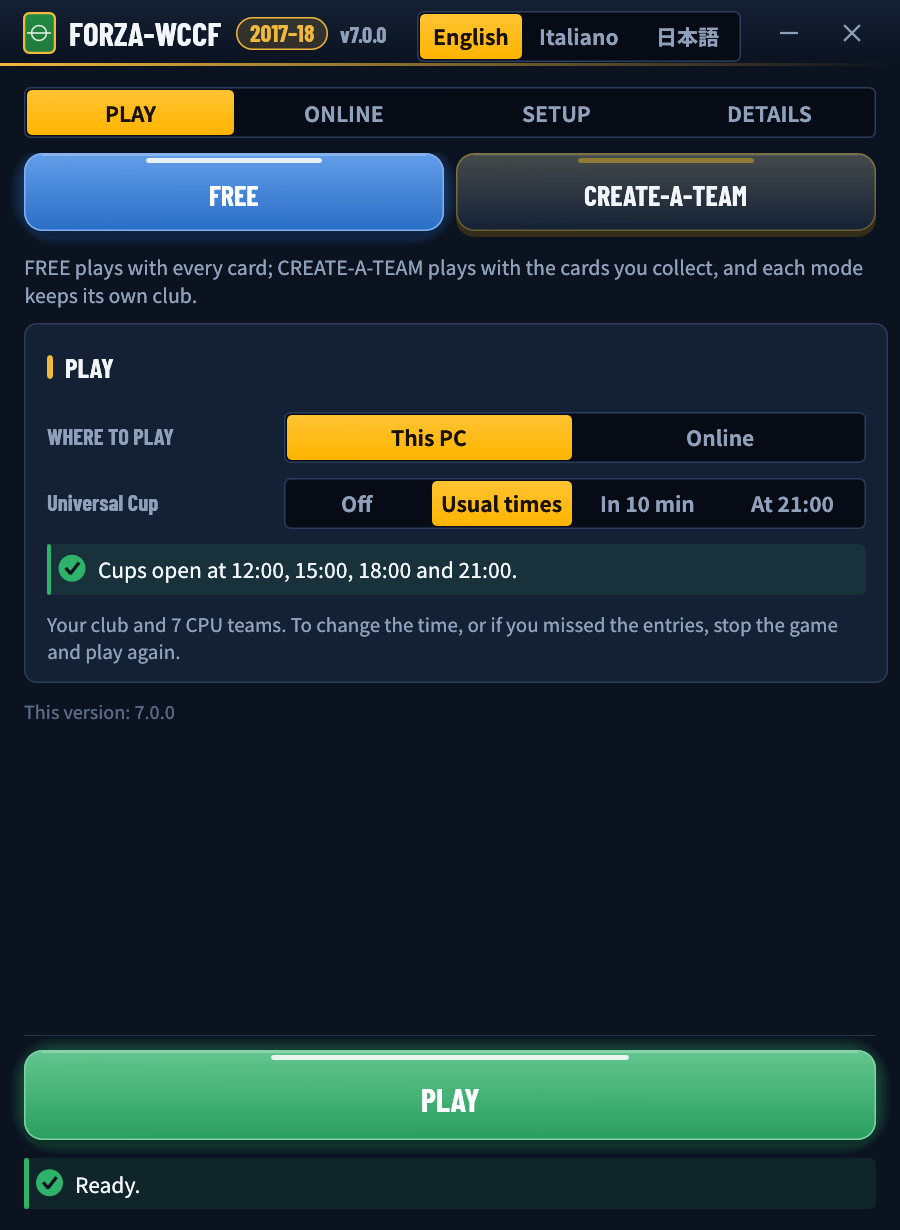 FORZA-WCCF 2017-18 v7.0.0 English Italiano 日本語
PLAY ONLINE SETUP DETAILS
FREE CREATE-A-TEAM
FREE plays with every card; CREATE-A-TEAM plays with the cards you collect, and each mode
keeps its own club.
PLAY
WHERE TO PLAY This PC Online
Universal Cup Off Usual times In 10 min At 21:00
Cups open at 12:00, 15:00, 18:00 and 21:00.
Your club and 7 CPU teams. To change the time, or if you missed the entries, stop the game
and play again.
This version: 7.0.0
PLAY
Ready.